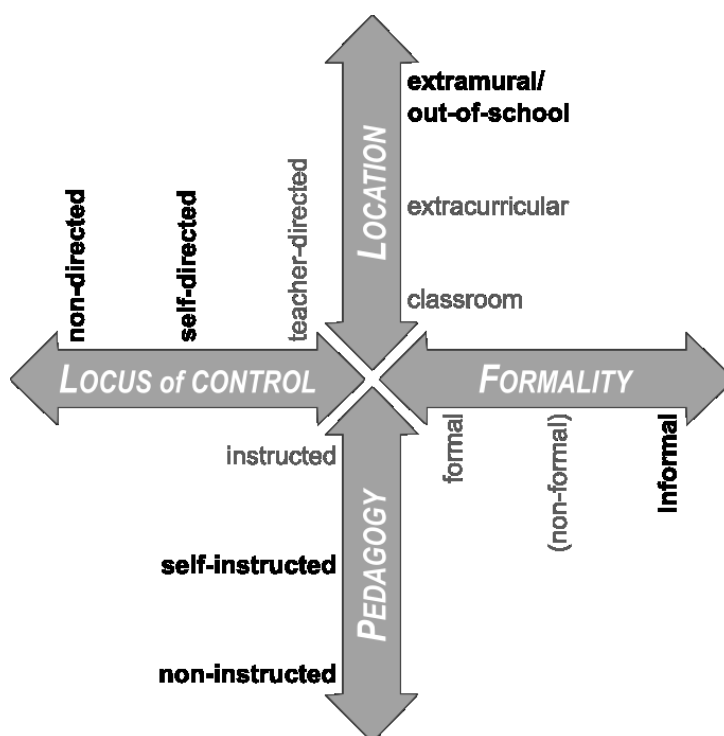 extramural/
out-of-school
LOCATION
extracurricular
classroom
non-directed
self-directed
teacher-directed
LOCUS of CONTROL
FORMALITY
instructed
self-instructed
non-instructed
PEDAGOGY
formal
(non-formal)
informal